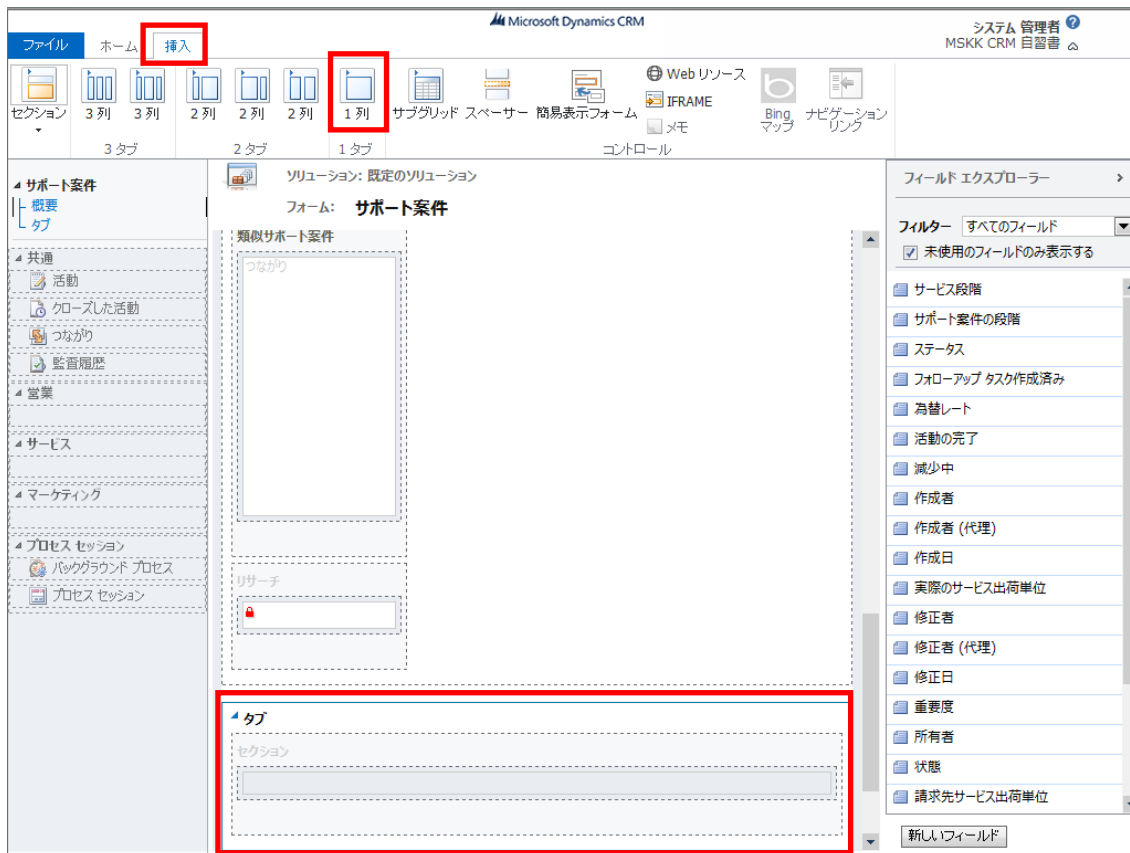 Microsoft Dynamics CRM
システム 管理者
MSKK CRM 自習書
ファイル
ホーム
挿入
セクション
3 列
3 列
2 列
2 列
2 列
1 列
サブグリッド
スペーサー
簡易表示フォーム
Web リソース
IFRAME
メモ
Bing
マップ
ナビゲーション
リンク
3 タブ
2 タブ
1 タブ
コントロール
サポート案件
概要
タブ
共通
活動
クローズした活動
つながり
監査履歴
営業
サービス
マーケティング
プロセス セッション
バックグラウンド プロセス
プロセス セッション
ソリューション: 既定のソリューション
フォーム: サポート案件
類似サポート案件
つながり
リサーチ
タブ
セクション
フィールド エクスプローラー
フィルター すべてのフィールド
未使用のフィールドのみ表示する
サービス段階
サポート案件の段階
ステータス
フォローアップ タスク作成済み
為替レート
活動の完了
減少中
作成者
作成者 (代理)
作成日
実際のサービス出荷単位
修正者
修正者 (代理)
修正日
重要度
所有者
状態
請求先サービス出荷単位
新しいフィールド